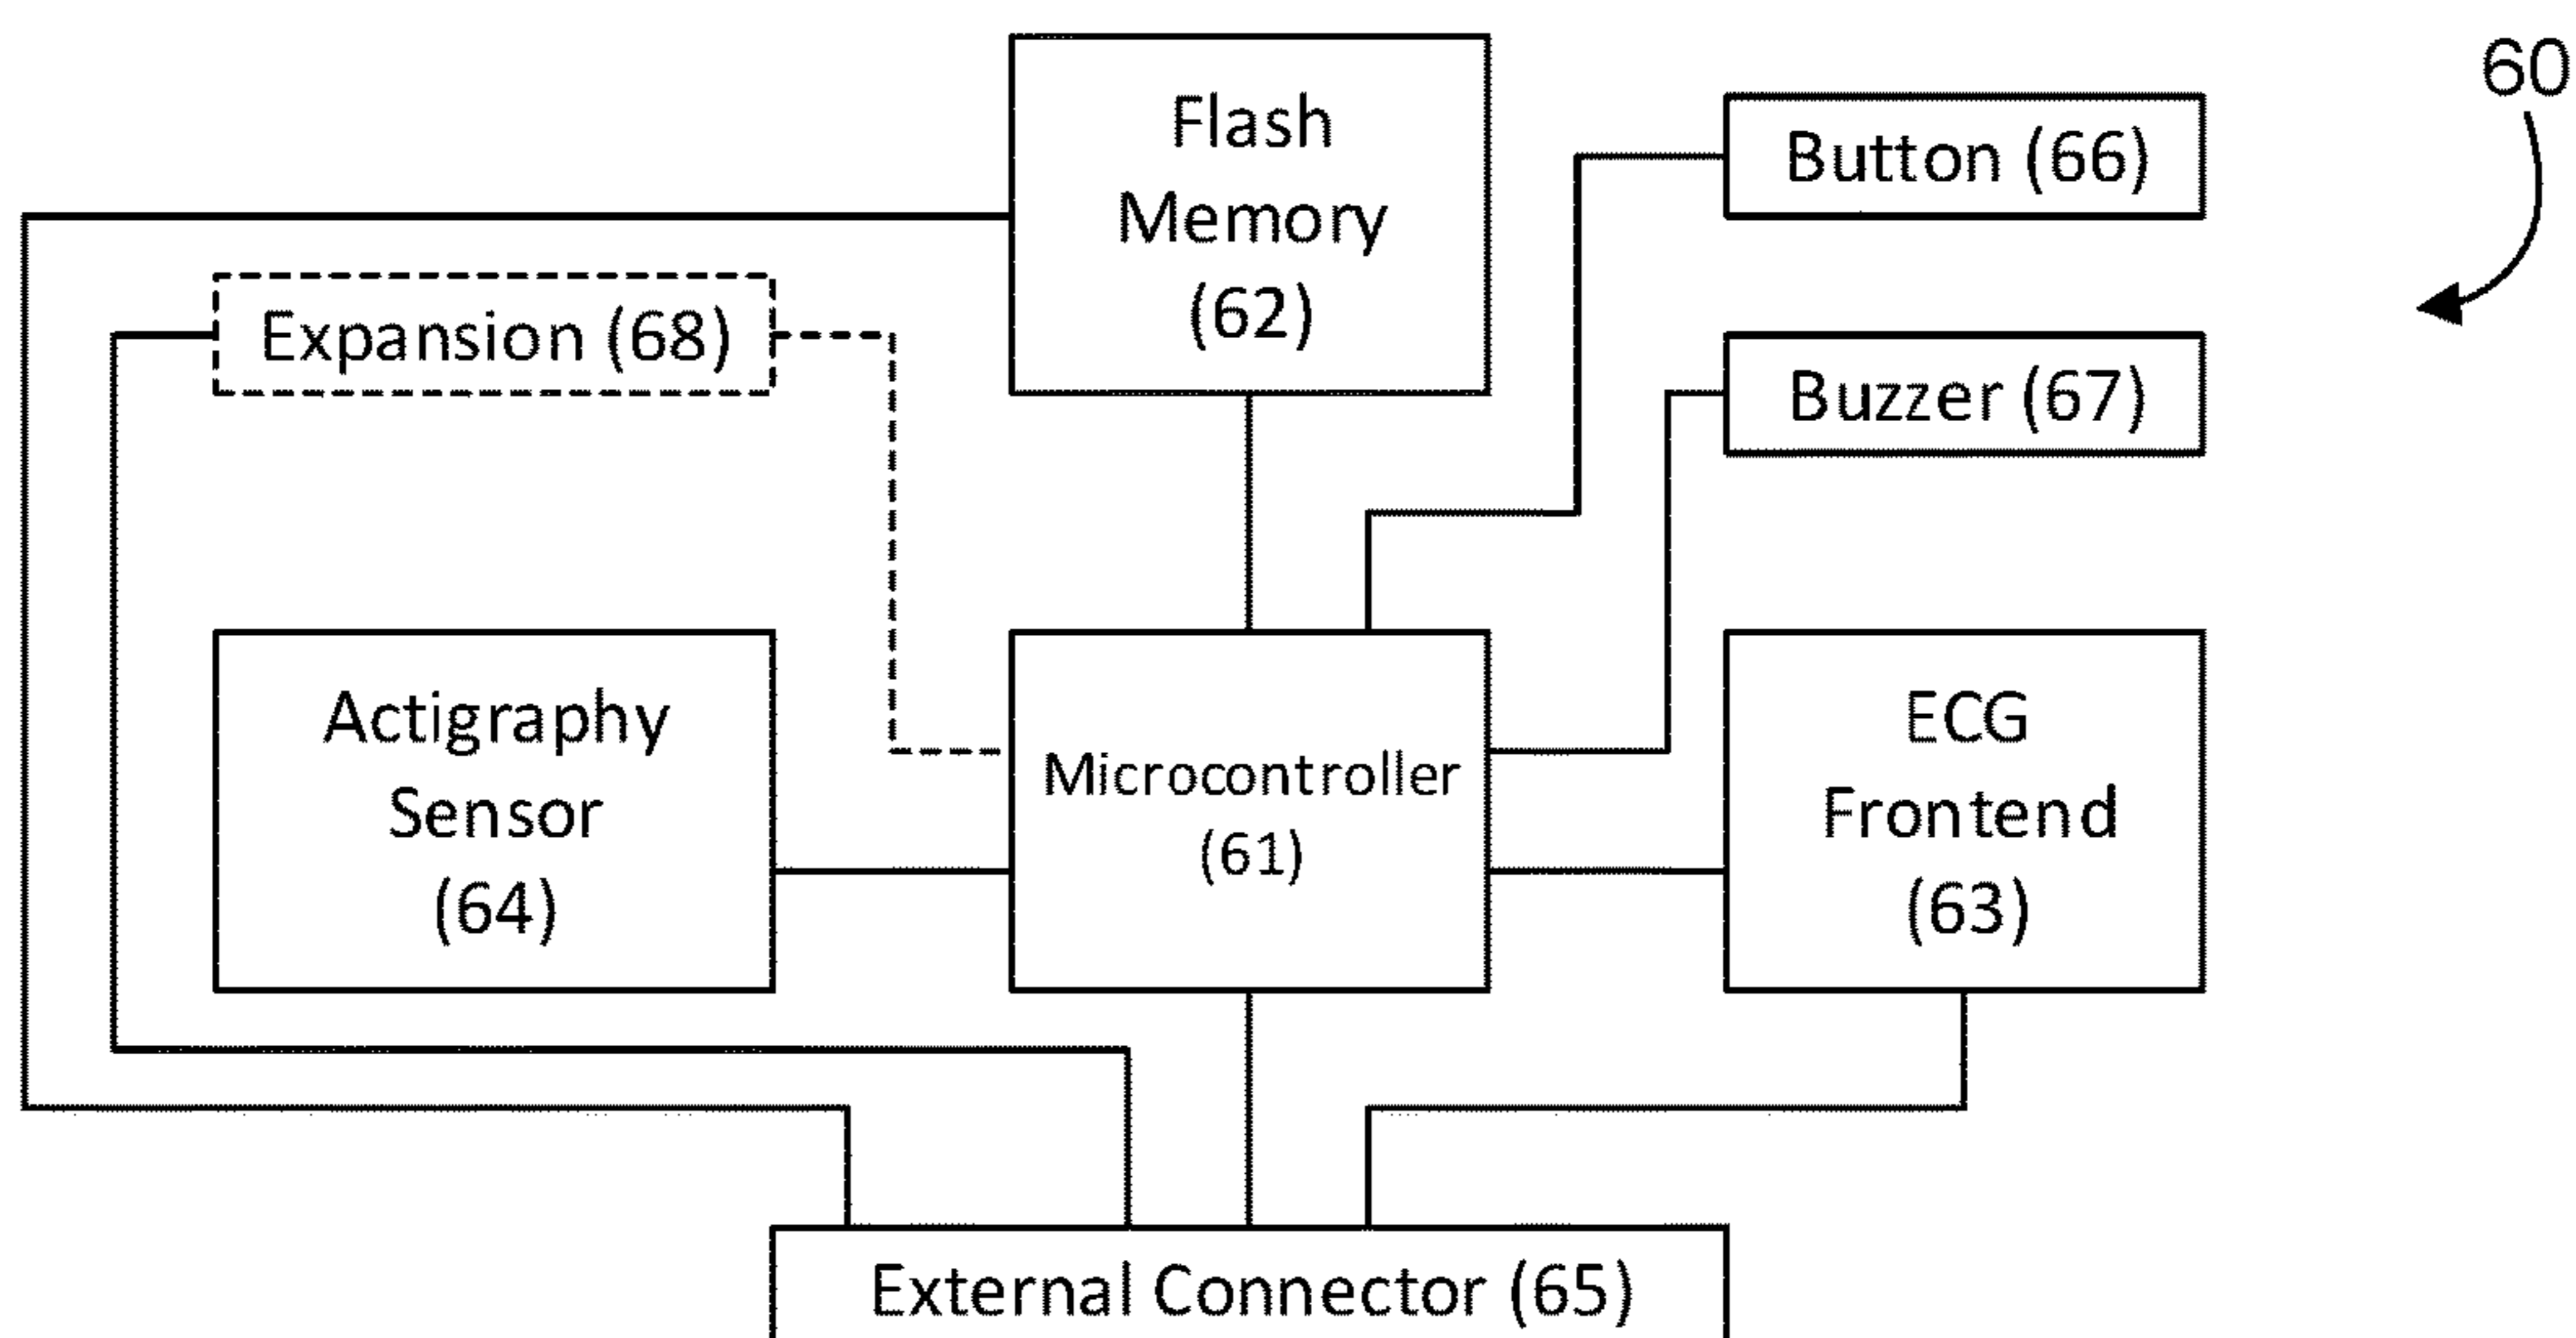 60
Flash
Memory
(62)
Button (66)
Expansion (68)
Buzzer (67)
Actigraphy
Sensor
(64)
Microcontroller
(61)
ECG
Frontend
(63)
External Connector (65)